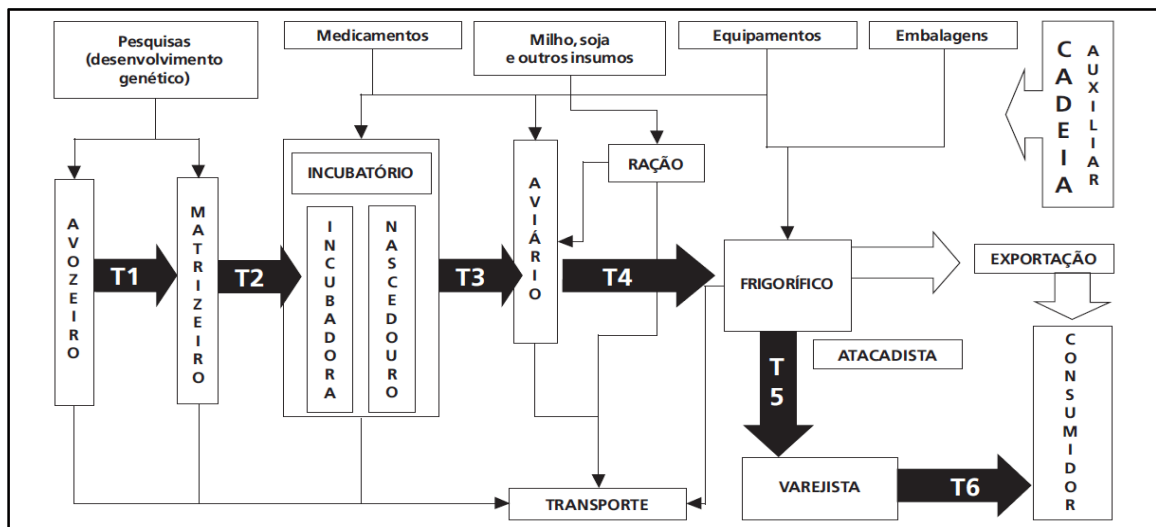 Pesquisas
(desenvolvimento
genético)
Medicamentos
Milho, soja
e outros insumos
Equipamentos
Embalagens
CADEIA
AUXILIAR
INCUBATÓRIO
RAÇÃO
AVOZEIRO
T1
MATRIZEIRO
T2
INCUBADORA
NASCEDOURO
T3
AVIÁRIO
T4
FRIGORÍFICO
EXPORTAÇÃO
T5
ATACADISTA
CONSUMIDOR
VAREJISTA
T6
TRANSPORTE